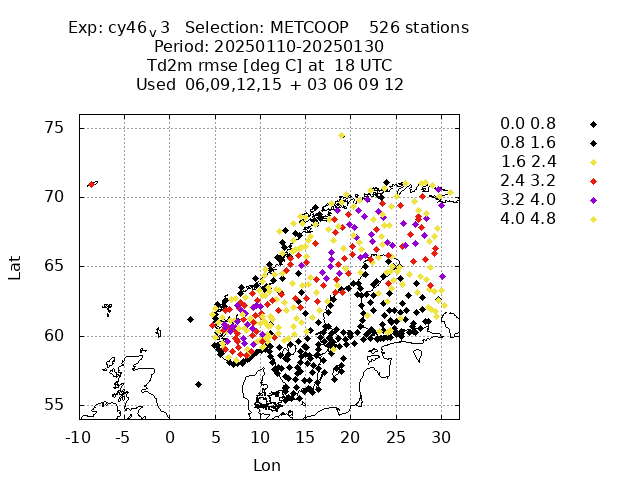 Exp: cy46v3 Selection: METCOOP 526 stations
Period: 20250110-20250130
Td2m rmse [deg C] at 18 UTC
Used 06,09,12,15 + 03 06 09 12
0.0 0.8
0.8 1.6
1.6 2.4
2.4 3.2
3.2 4.0
4.0 4.8
75
70
65
60
55
Lat
-10 -5 0 5 10 15 20 25 30
Lon